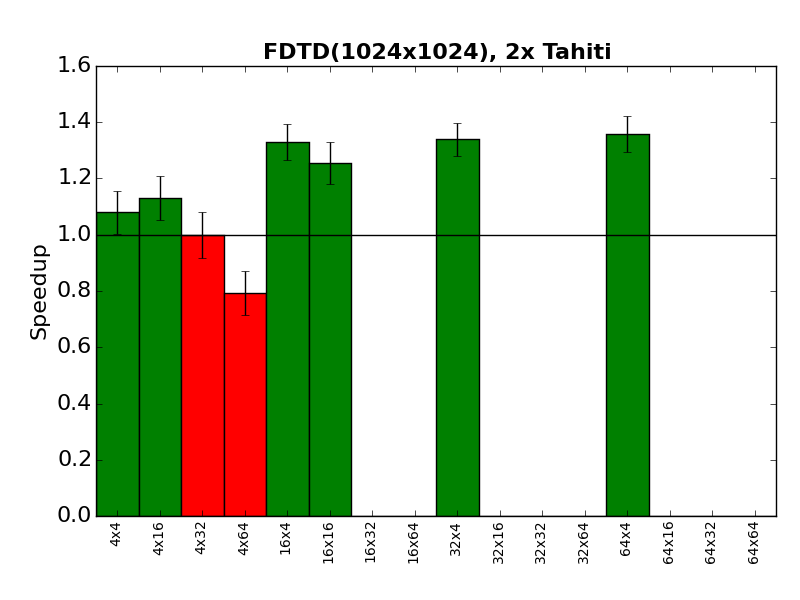 FDTD(1024x1024), 2x Tahiti
1.6
1.4
1.2
1.0
0.8
0.6
0.4
0.2
0.0
Speedup
4x4
4x16
4x32
4x64
16x4
16x16
16x32
16x64
32x4
32x16
32x32
32x64
64x4
64x16
64x32
64x64